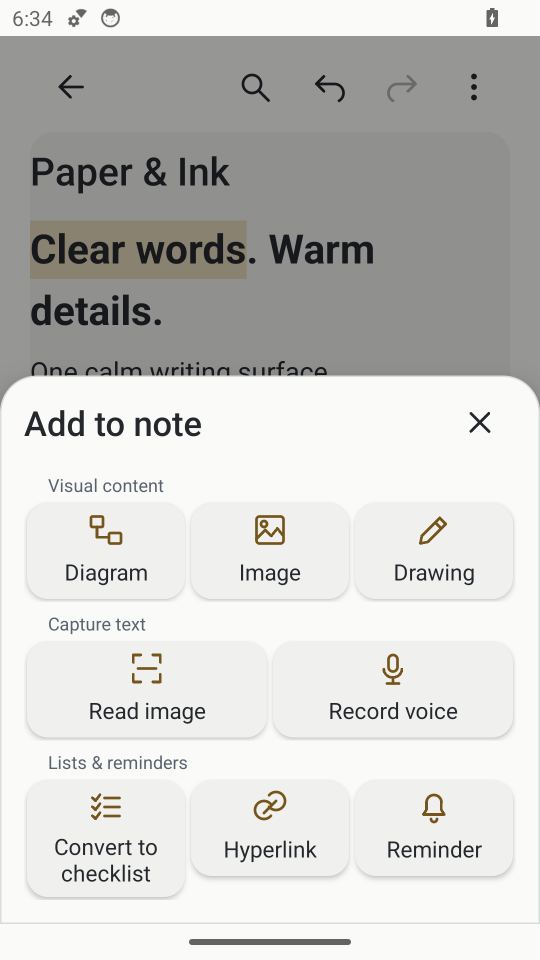 6:34
Paper & Ink
Clear words. Warm
details.
One calm writing surface
Add to note
Visual content
Diagram
Image
Drawing
Capture text
Read image
Record voice
Lists & reminders
Convert to
checklist
Hyperlink
Reminder